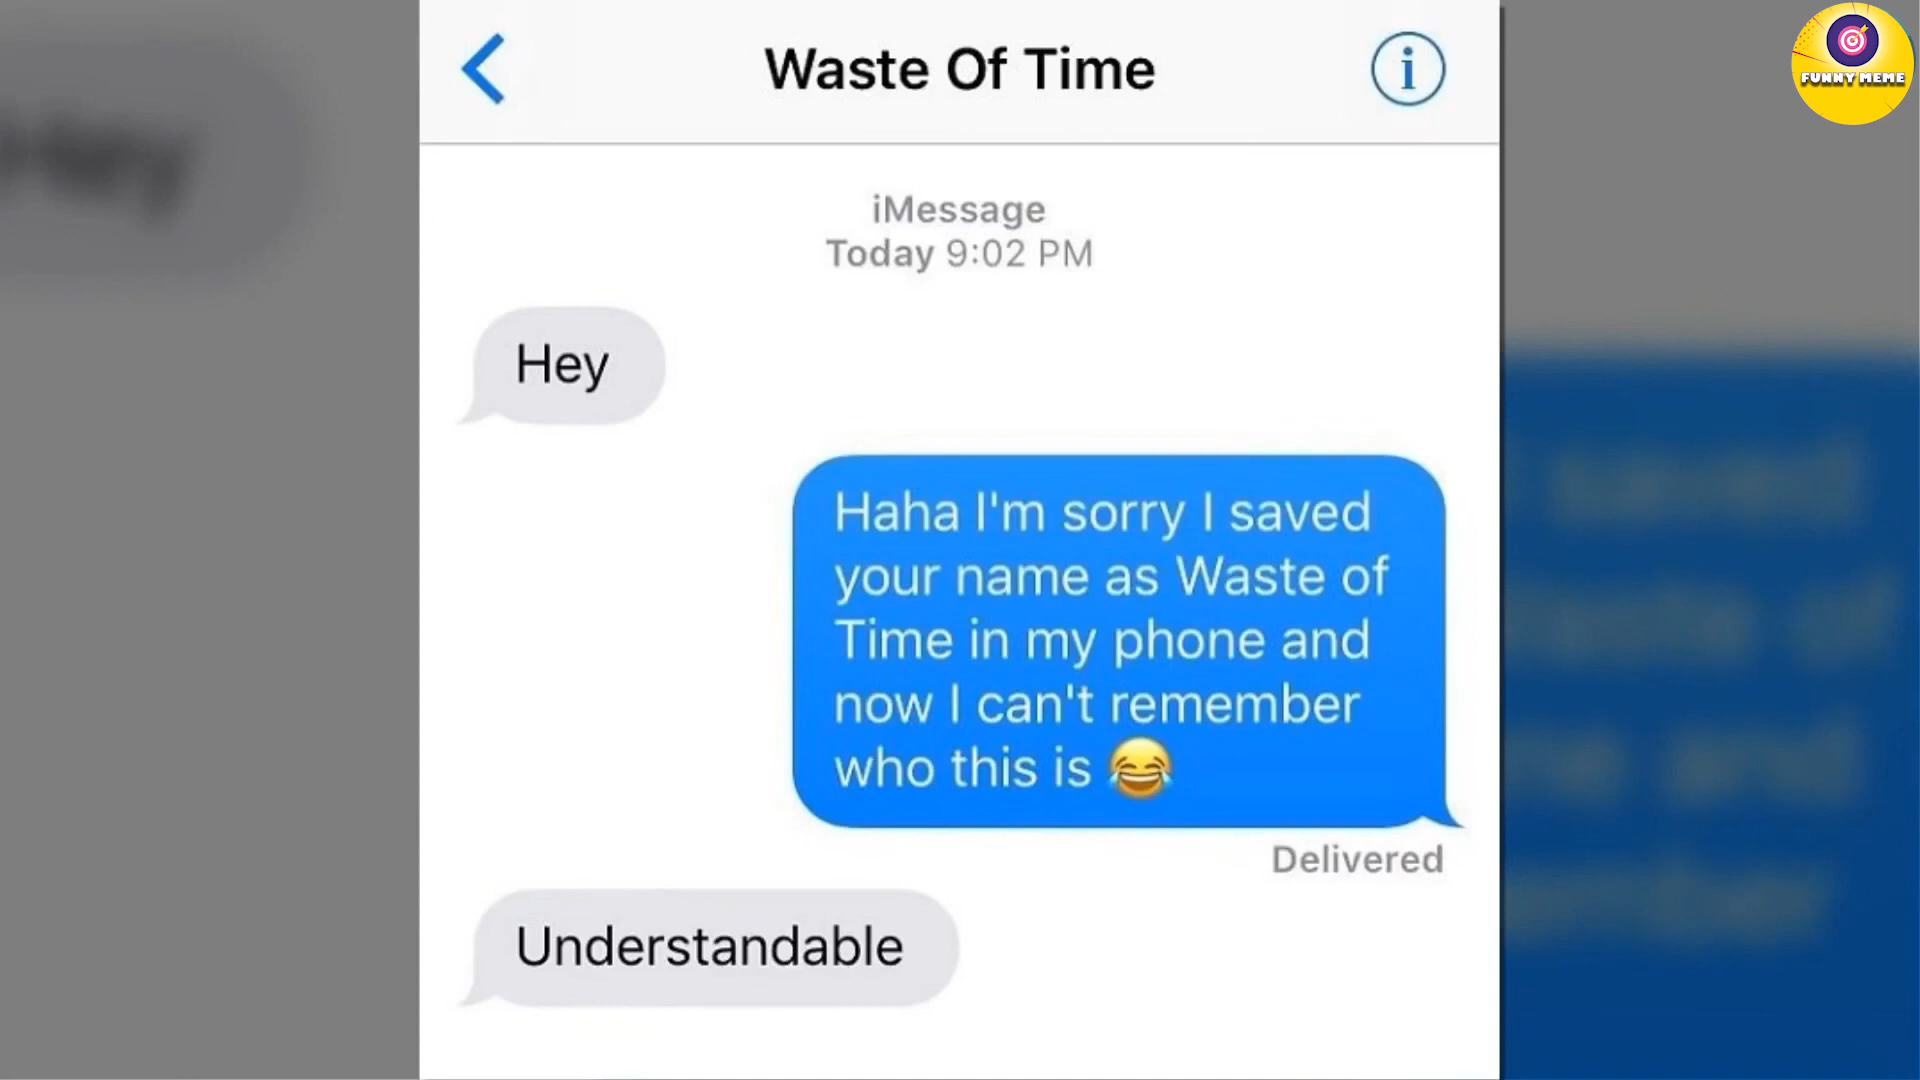 Waste Of Time
FUNNY MEME
iMessage
Today 9:02 PM
Hey
Hey
Haha I'm sorry I saved
your name as Waste of
Time in my phone and
now I can't remember
who this is 😂
Delivered
Understandable